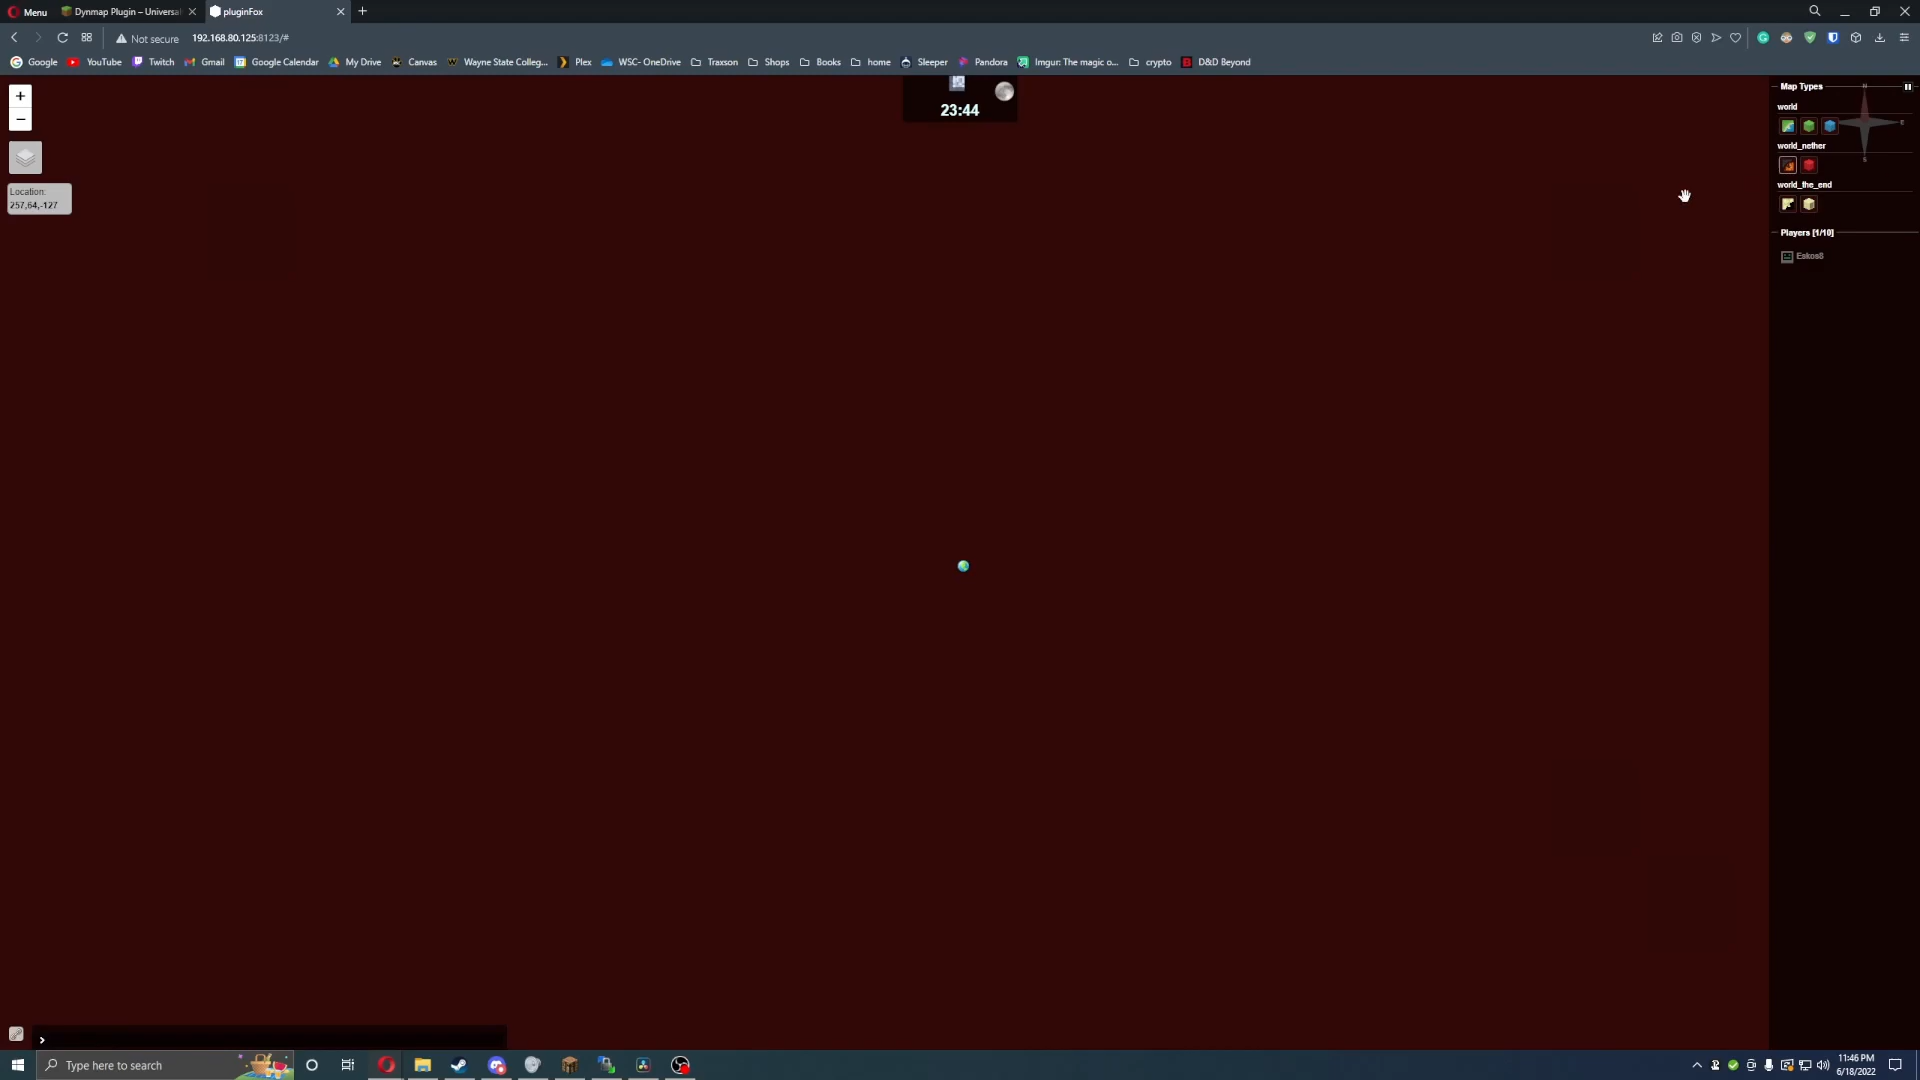 Menu
Dynmap Plugin – Universal
pluginFox
Not secure
192.168.80.125:8123/#
Google
YouTube
Twitch
Gmail
Google Calendar
My Drive
Canvas
Wayne State Colleg...
Plex
WSC- OneDrive
Traxson
Shops
Books
home
Sleeper
Pandora
Imgur: The magic o...
crypto
D&D Beyond
+
−
Location:
257,64,-127
23:44
Map Types
N
world
E
world_nether
S
world_the_end
Players [1/10]
Eskos8
›
Type here to search
11:46 PM
6/18/2022